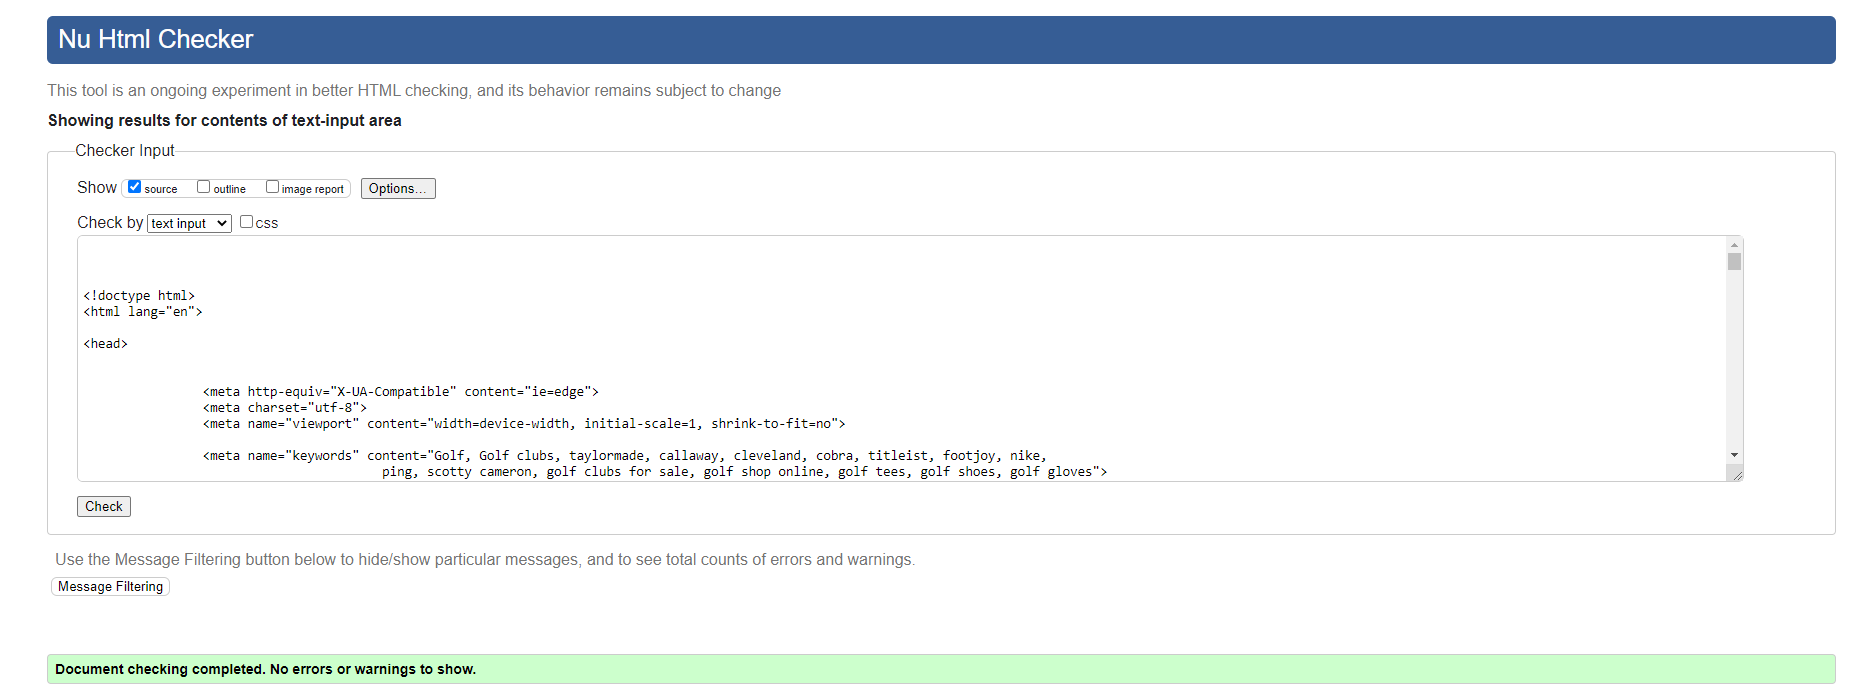 Nu Html Checker
This tool is an ongoing experiment in better HTML checking, and its behavior remains subject to change
Showing results for contents of text-input area
Checker Input
Show source outline image report Options...
Check by text input css
<!doctype html>
<html lang="en">
<head>
<meta http-equiv="X-UA-Compatible" content="ie=edge">
<meta charset="utf-8">
<meta name="viewport" content="width=device-width, initial-scale=1, shrink-to-fit=no">
<meta name="keywords" content="Golf, Golf clubs, taylormade, callaway, cleveland, cobra, titleist, footjoy, nike,
ping, scotty cameron, golf clubs for sale, golf shop online, golf tees, golf shoes, golf gloves">
Check
Use the Message Filtering button below to hide/show particular messages, and to see total counts of errors and warnings.
Message Filtering
Document checking completed. No errors or warnings to show.